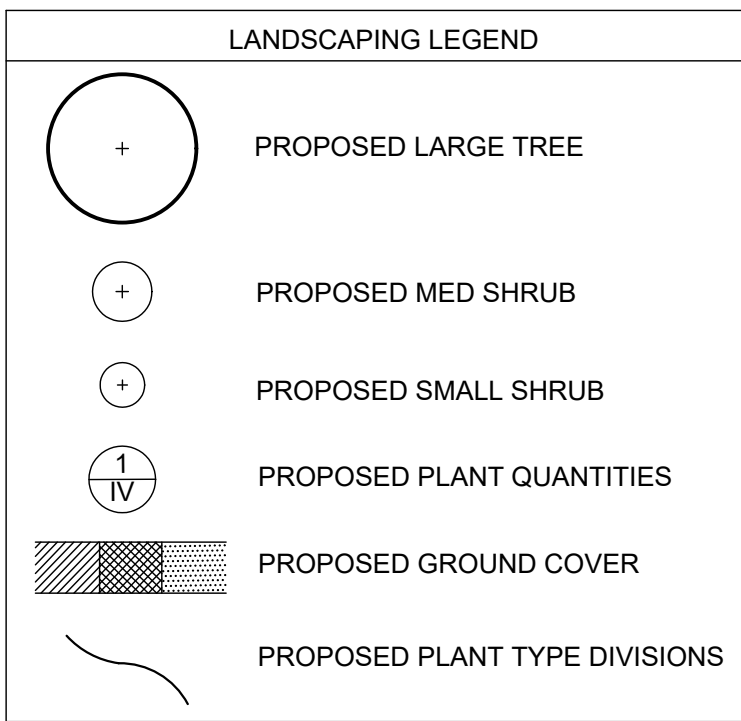 LANDSCAPING LEGEND
PROPOSED LARGE TREE
PROPOSED MED SHRUB
PROPOSED SMALL SHRUB
1
IV
PROPOSED PLANT QUANTITIES
PROPOSED GROUND COVER
PROPOSED PLANT TYPE DIVISIONS